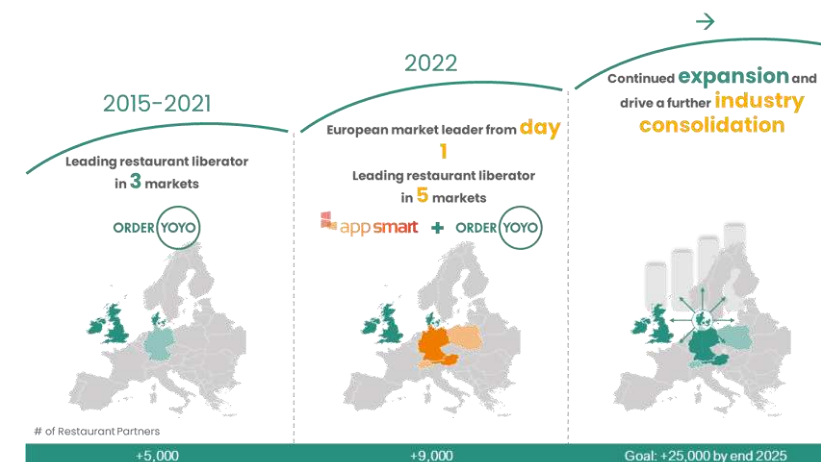 2015-2021
Leading restaurant liberator
in 3 markets
ORDER YOYO
2022
European market leader from day
1
Leading restaurant liberator
in 5 markets
app smart + ORDER YOYO
→
Continued expansion and
drive a further industry
consolidation
# of Restaurant Partners
+5,000
+9,000
Goal: +25,000 by end 2025